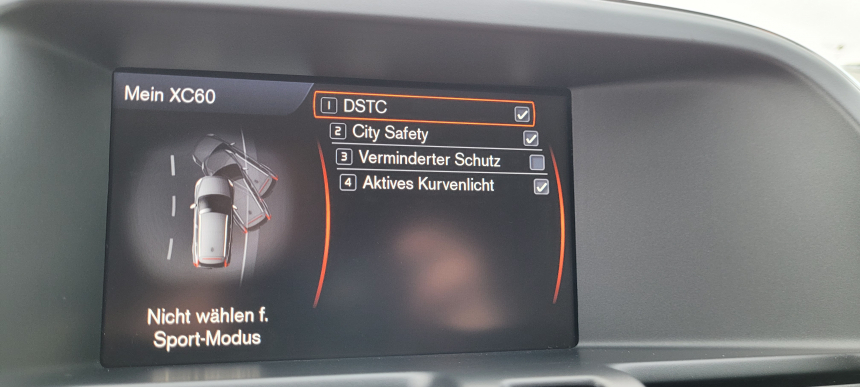 Mein XC60
1 DSTC
2 City Safety
3 Verminderter Schutz
4 Aktives Kurvenlicht
Nicht wählen f.
Sport-Modus